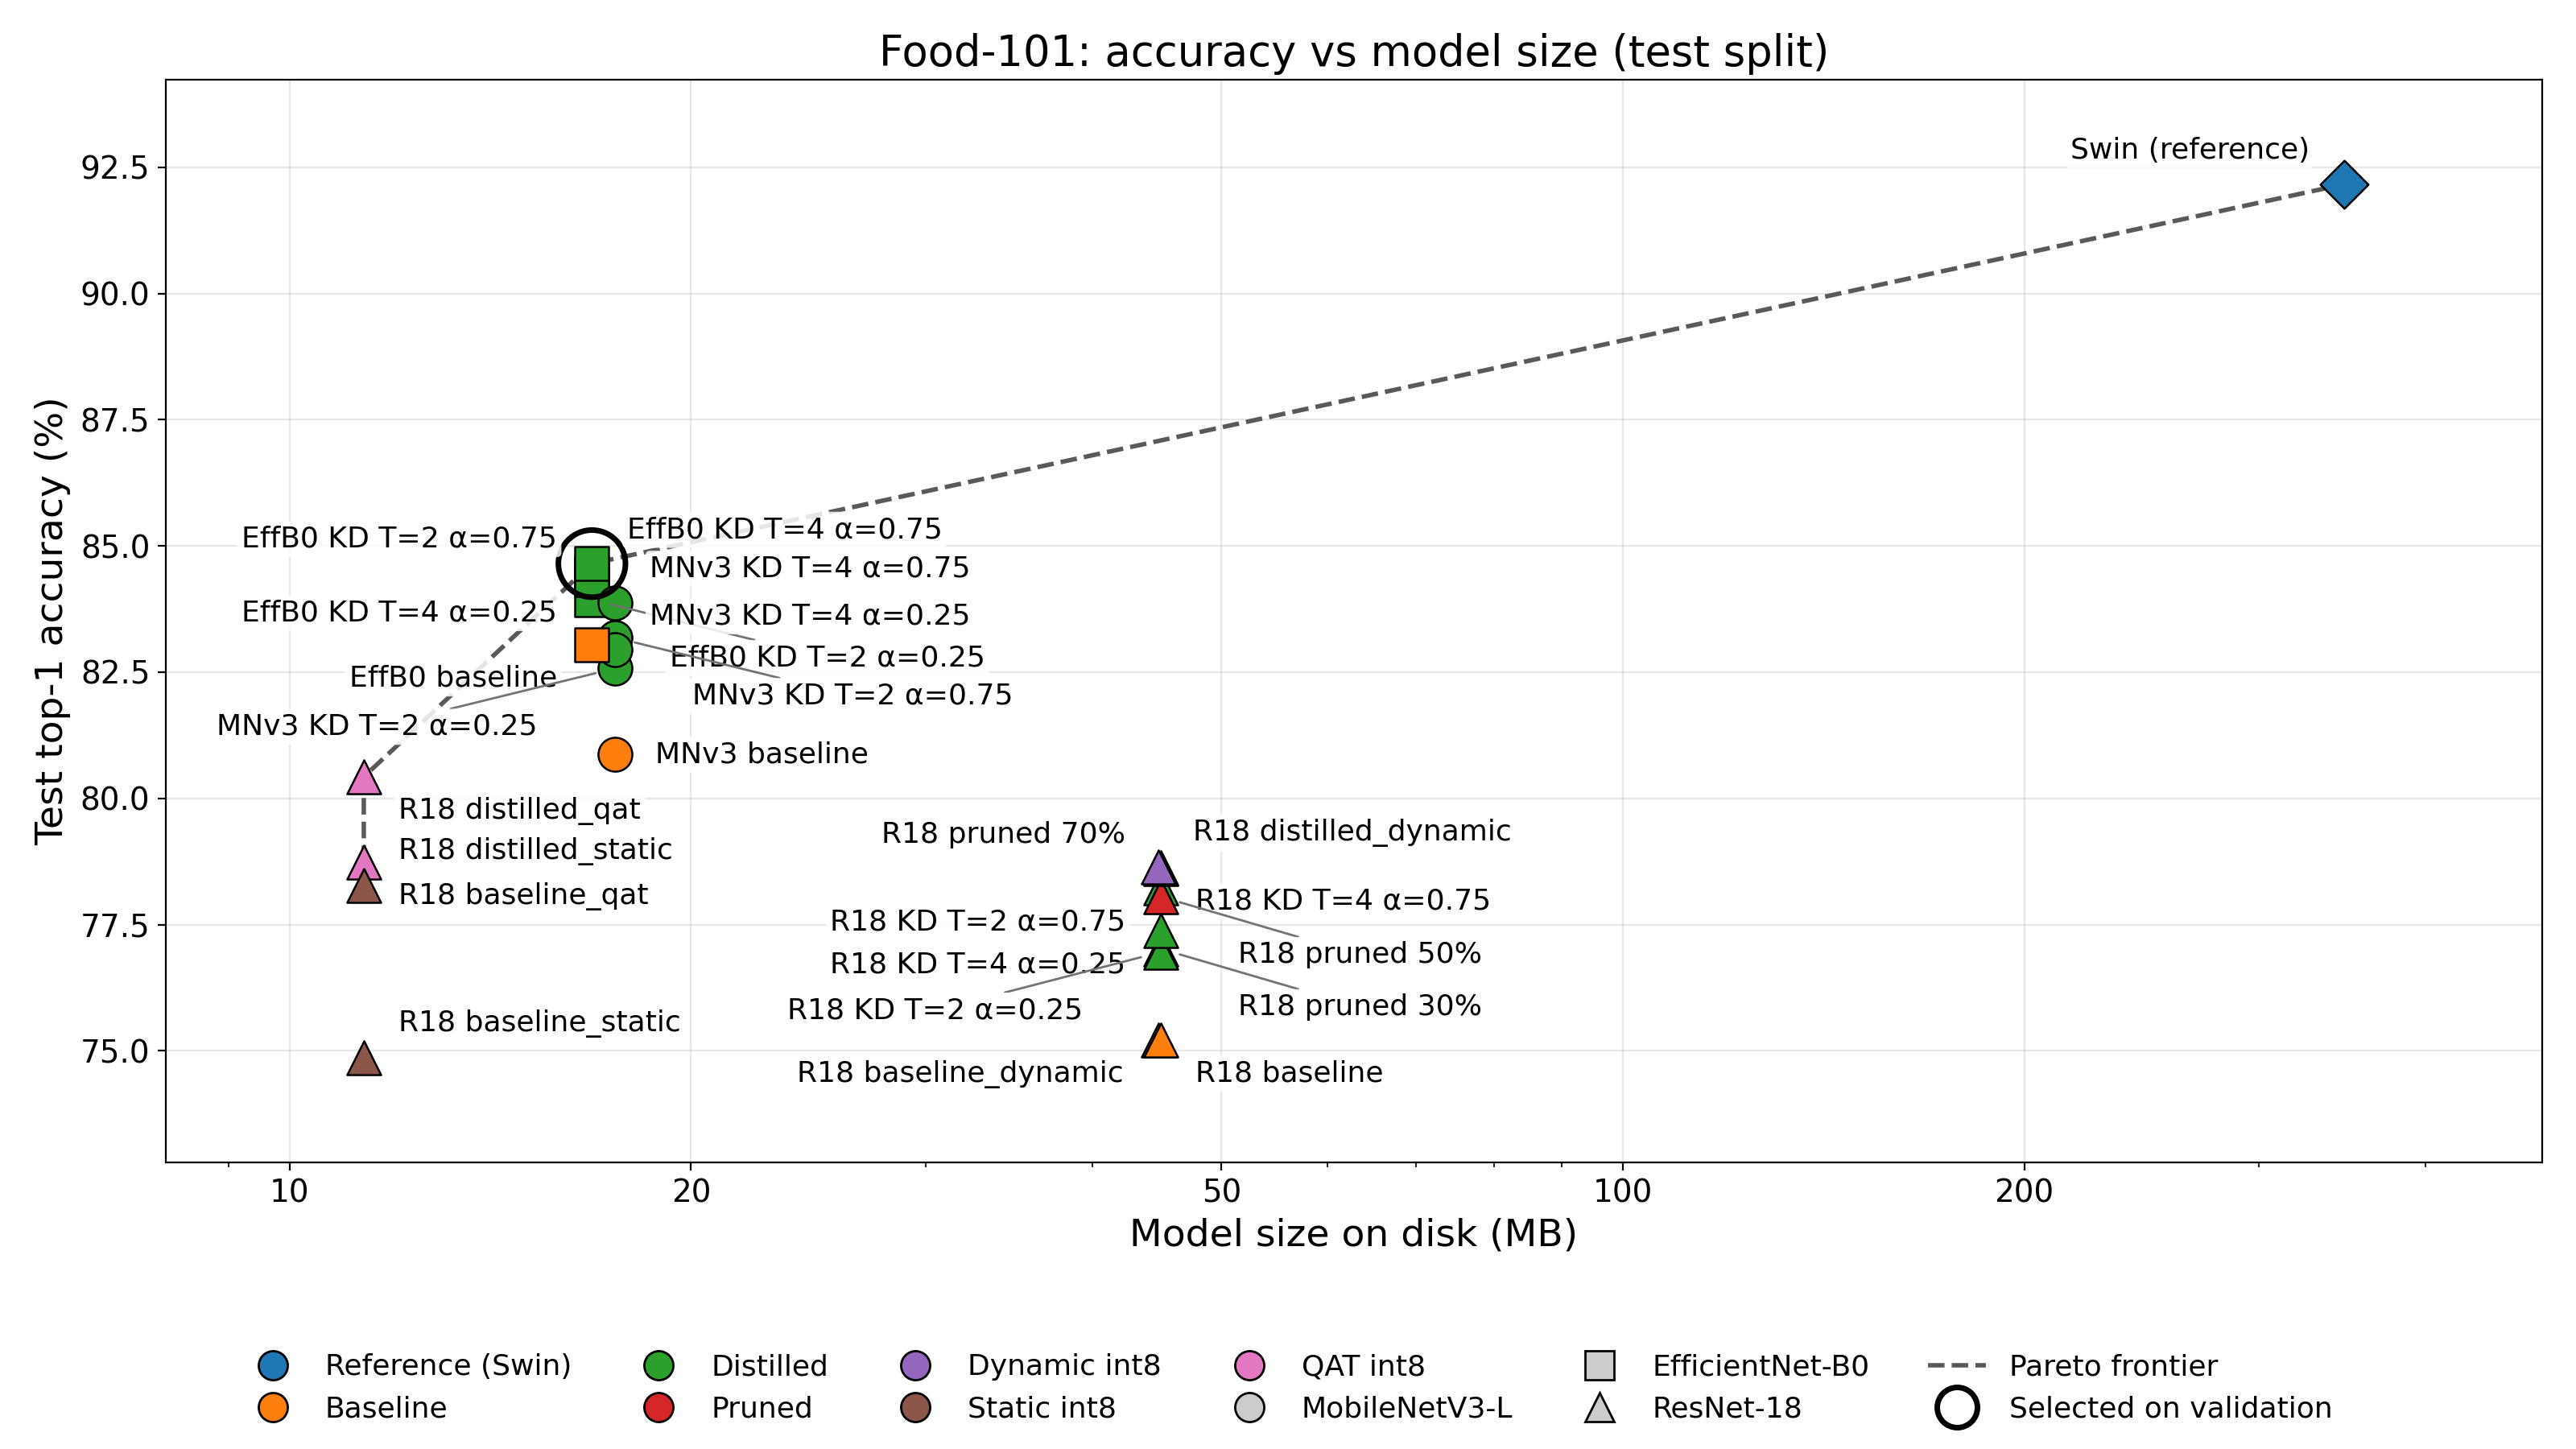 Food-101: accuracy vs model size (test split)
Test top-1 accuracy (%)
92.5
90.0
87.5
85.0
82.5
80.0
77.5
75.0
Swin (reference)
EffB0 KD T=2 α=0.75
EffB0 KD T=4 α=0.75
MNv3 KD T=4 α=0.75
EffB0 KD T=4 α=0.25
MNv3 KD T=4 α=0.25
EffB0 KD T=2 α=0.25
EffB0 baseline
MNv3 KD T=2 α=0.75
MNv3 KD T=2 α=0.25
MNv3 baseline
R18 distilled_qat
R18 distilled_static
R18 baseline_qat
R18 pruned 70%
R18 distilled_dynamic
R18 KD T=4 α=0.75
R18 KD T=2 α=0.75
R18 pruned 50%
R18 KD T=4 α=0.25
R18 KD T=2 α=0.25
R18 pruned 30%
R18 baseline_static
R18 baseline_dynamic
R18 baseline
10
20
50
100
200
Model size on disk (MB)
Reference (Swin)
Baseline
Distilled
Pruned
Dynamic int8
Static int8
QAT int8
MobileNetV3-L
EfficientNet-B0
ResNet-18
Pareto frontier
Selected on validation